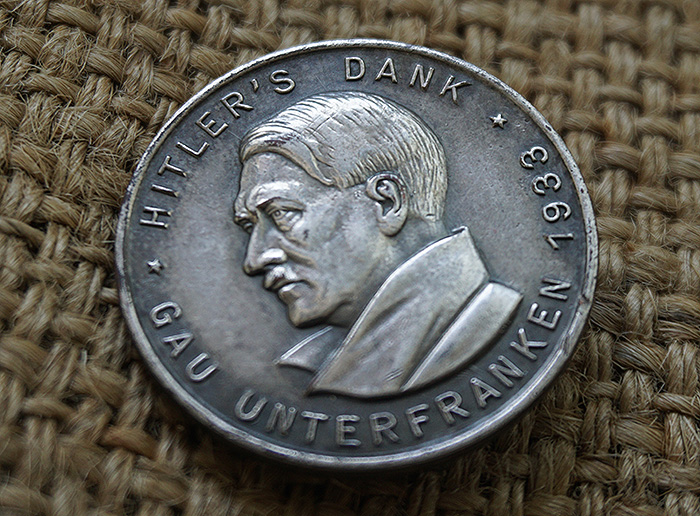 HITLER'S DANK * 1933
* GAU UNTERFRANKEN